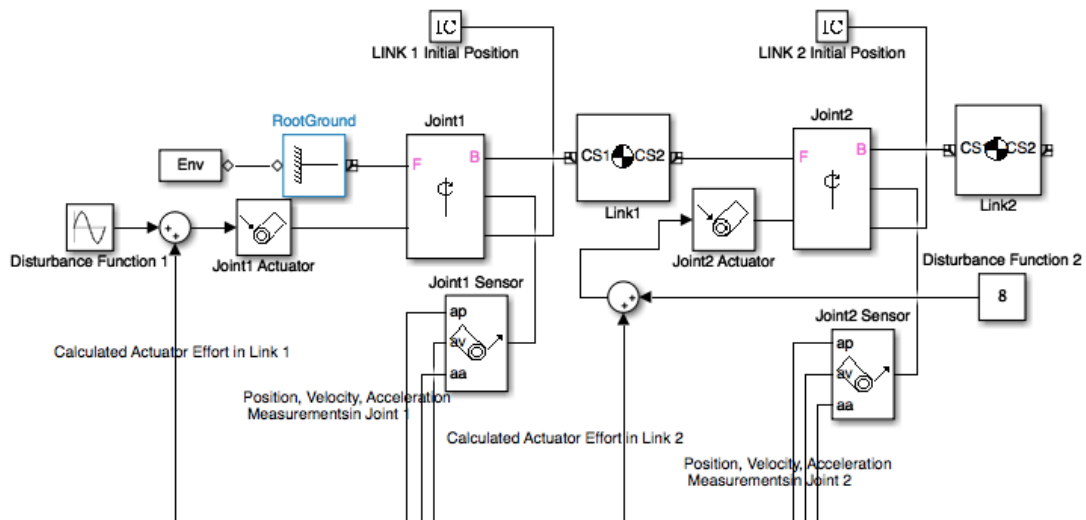 IC
IC
LINK 1 Initial Position
LINK 2 Initial Position
RootGround
Joint1
Joint2
Env
F
B
CS1
CS2
F
B
CS1
CS2
Link1
Link2
Disturbance Function 1
Joint1 Actuator
Joint2 Actuator
Disturbance Function 2
8
Joint1 Sensor
ap
av
aa
Joint2 Sensor
ap
av
aa
Calculated Actuator Effort in Link 1
Position, Velocity, Acceleration
Measurementsin Joint 1
Calculated Actuator Effort in Link 2
Position, Velocity, Acceleration
Measurementsin Joint 2